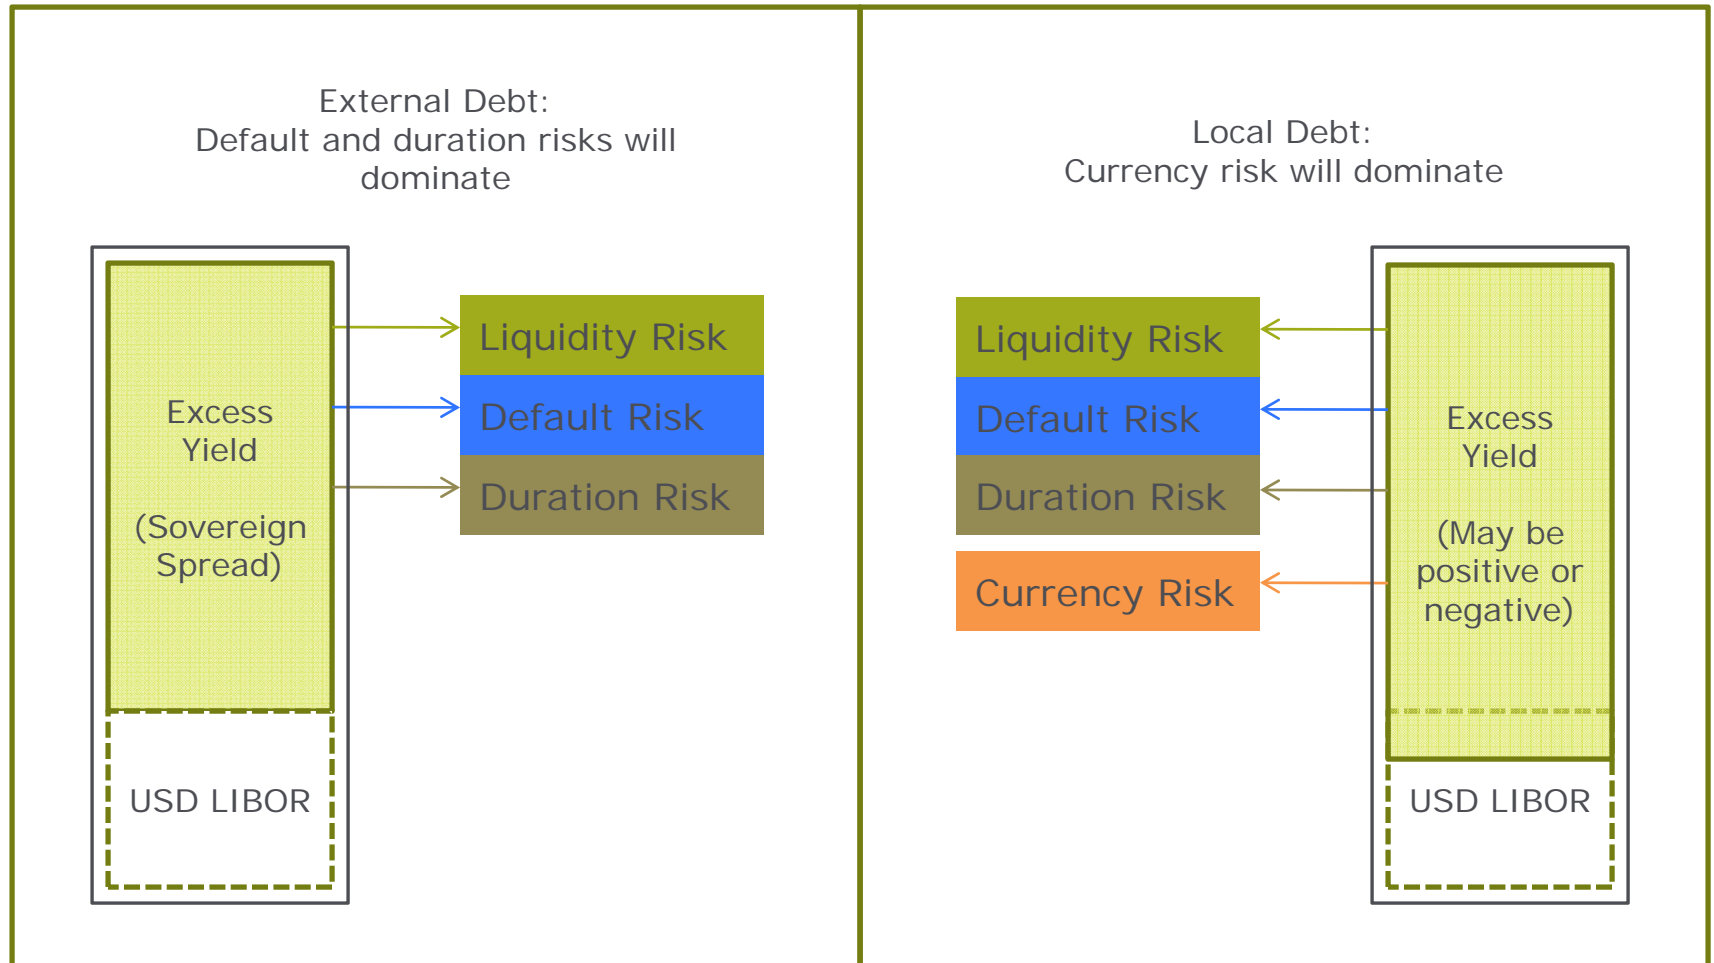 External Debt:
Default and duration risks will
dominate
Excess
Yield
(Sovereign
Spread)
USD LIBOR
Liquidity Risk
Default Risk
Duration Risk
Local Debt:
Currency risk will dominate
Liquidity Risk
Default Risk
Duration Risk
Currency Risk
Excess
Yield
(May be
positive or
negative)
USD LIBOR